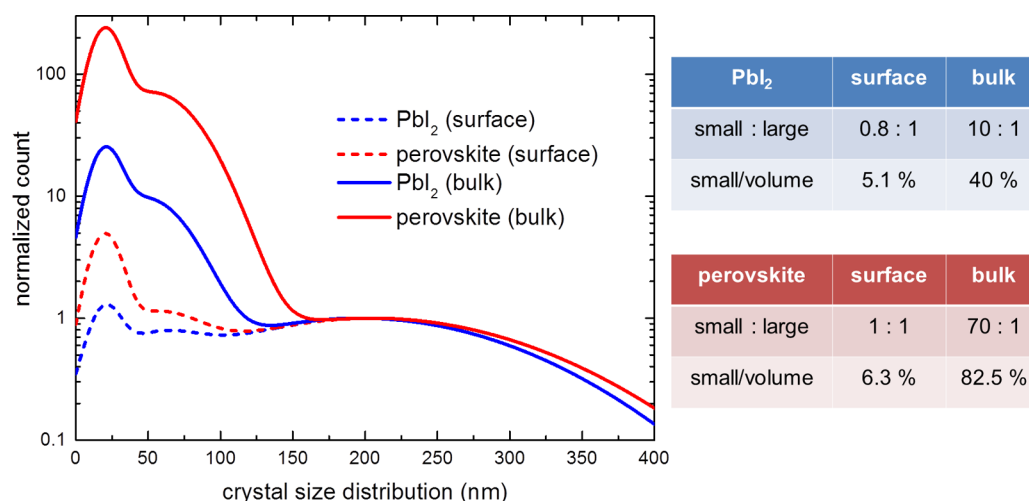 normalized count
100
10
1
0.1
0 50 100 150 200 250 300 350 400
crystal size distribution (nm)
PbI₂ (surface)
perovskite (surface)
PbI₂ (bulk)
perovskite (bulk)
PbI₂ surface bulk
small : large 0.8 : 1 10 : 1
small/volume 5.1 % 40 %
perovskite surface bulk
small : large 1 : 1 70 : 1
small/volume 6.3 % 82.5 %